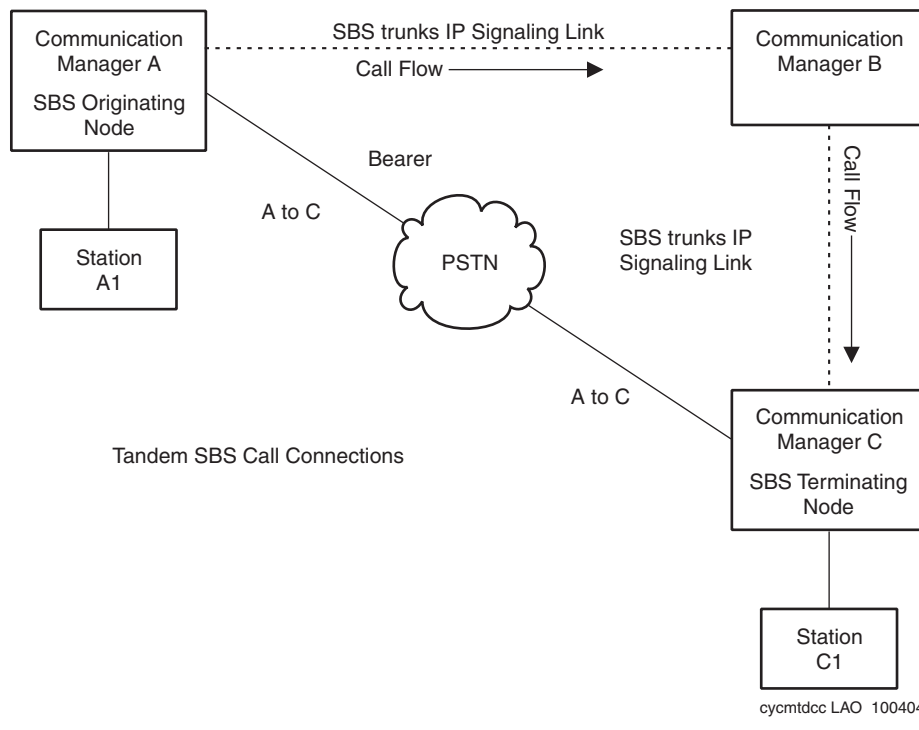 Communication
Manager A
SBS Originating
Node
SBS trunks IP Signaling Link
Call Flow
Communication
Manager B
Call Flow
Bearer
A to C
Station
A1
PSTN
SBS trunks IP
Signaling Link
A to C
Communication
Manager C
SBS Terminating
Node
Tandem SBS Call Connections
Station
C1
cycmtdcc LAO 100404